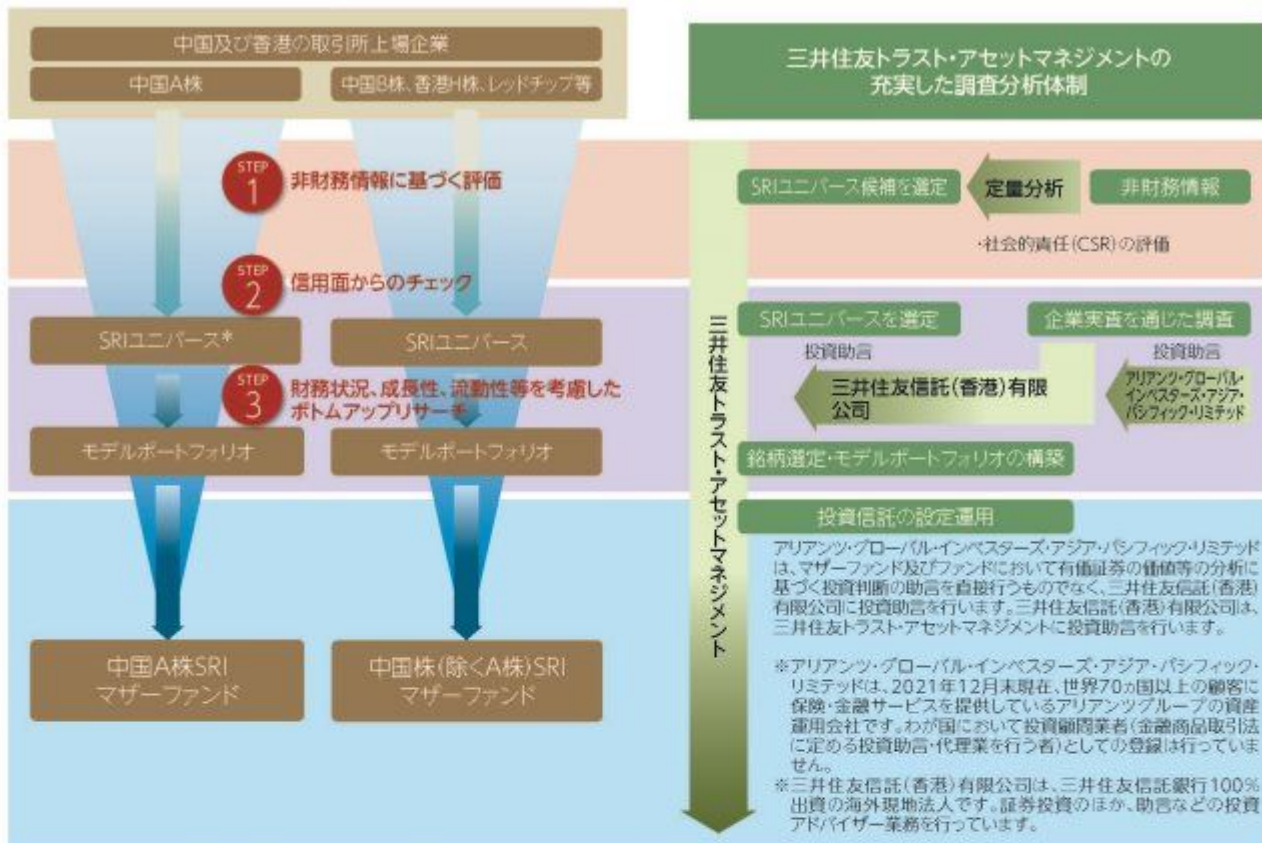 中国及び香港の取引所上場企業
中国A株
中国B株、香港H株、レッドチップ等
STEP
1
非財務情報に基づく評価
STEP
2
信用面からのチェック
SRIユニバース*
SRIユニバース
STEP
3
財務状況、成長性、流動性等を考慮した
ボトムアップリサーチ
モデルポートフォリオ
モデルポートフォリオ
中国A株SRI
マザーファンド
中国株(除くA株)SRI
マザーファンド
三井住友トラスト・アセットマネジメントの
充実した調査分析体制
三井住友トラスト・アセットマネジメント
SRIユニバース候補を選定
定量分析
非財務情報
・社会的責任(CSR)の評価
SRIユニバースを選定
企業実査を通じた調査
投資助言
投資助言
三井住友信託(香港)有限
公司
アリアンツ・グローバル・
インベスターズ・アジア・
パシフィック・リミテッド
銘柄選定・モデルポートフォリオの構築
投資信託の設定運用
アリアンツ・グローバル・インベスターズ・アジア・パシフィック・リミテッド
は、マザーファンド及びファンドにおいて有価証券の価値等の分析に
基づく投資判断の助言を直接行うものでなく、三井住友信託(香港)
有限公司に投資助言を行います。三井住友信託(香港)有限公司は、
三井住友トラスト・アセットマネジメントに投資助言を行います。
※アリアンツ・グローバル・インベスターズ・アジア・パシフィック・
リミテッドは、2021年12月末現在、世界70ヵ国以上の顧客に
保険・金融サービスを提供しているアリアンツグループの資産
運用会社です。わが国において投資顧問業者(金融商品取引法
に定める投資助言・代理業を行う者)としての登録は行っていま
せん。
※三井住友信託(香港)有限公司は、三井住友信託銀行100%
出資の海外現地法人です。証券投資のほか、助言などの投資
アドバイザー業務を行っています。